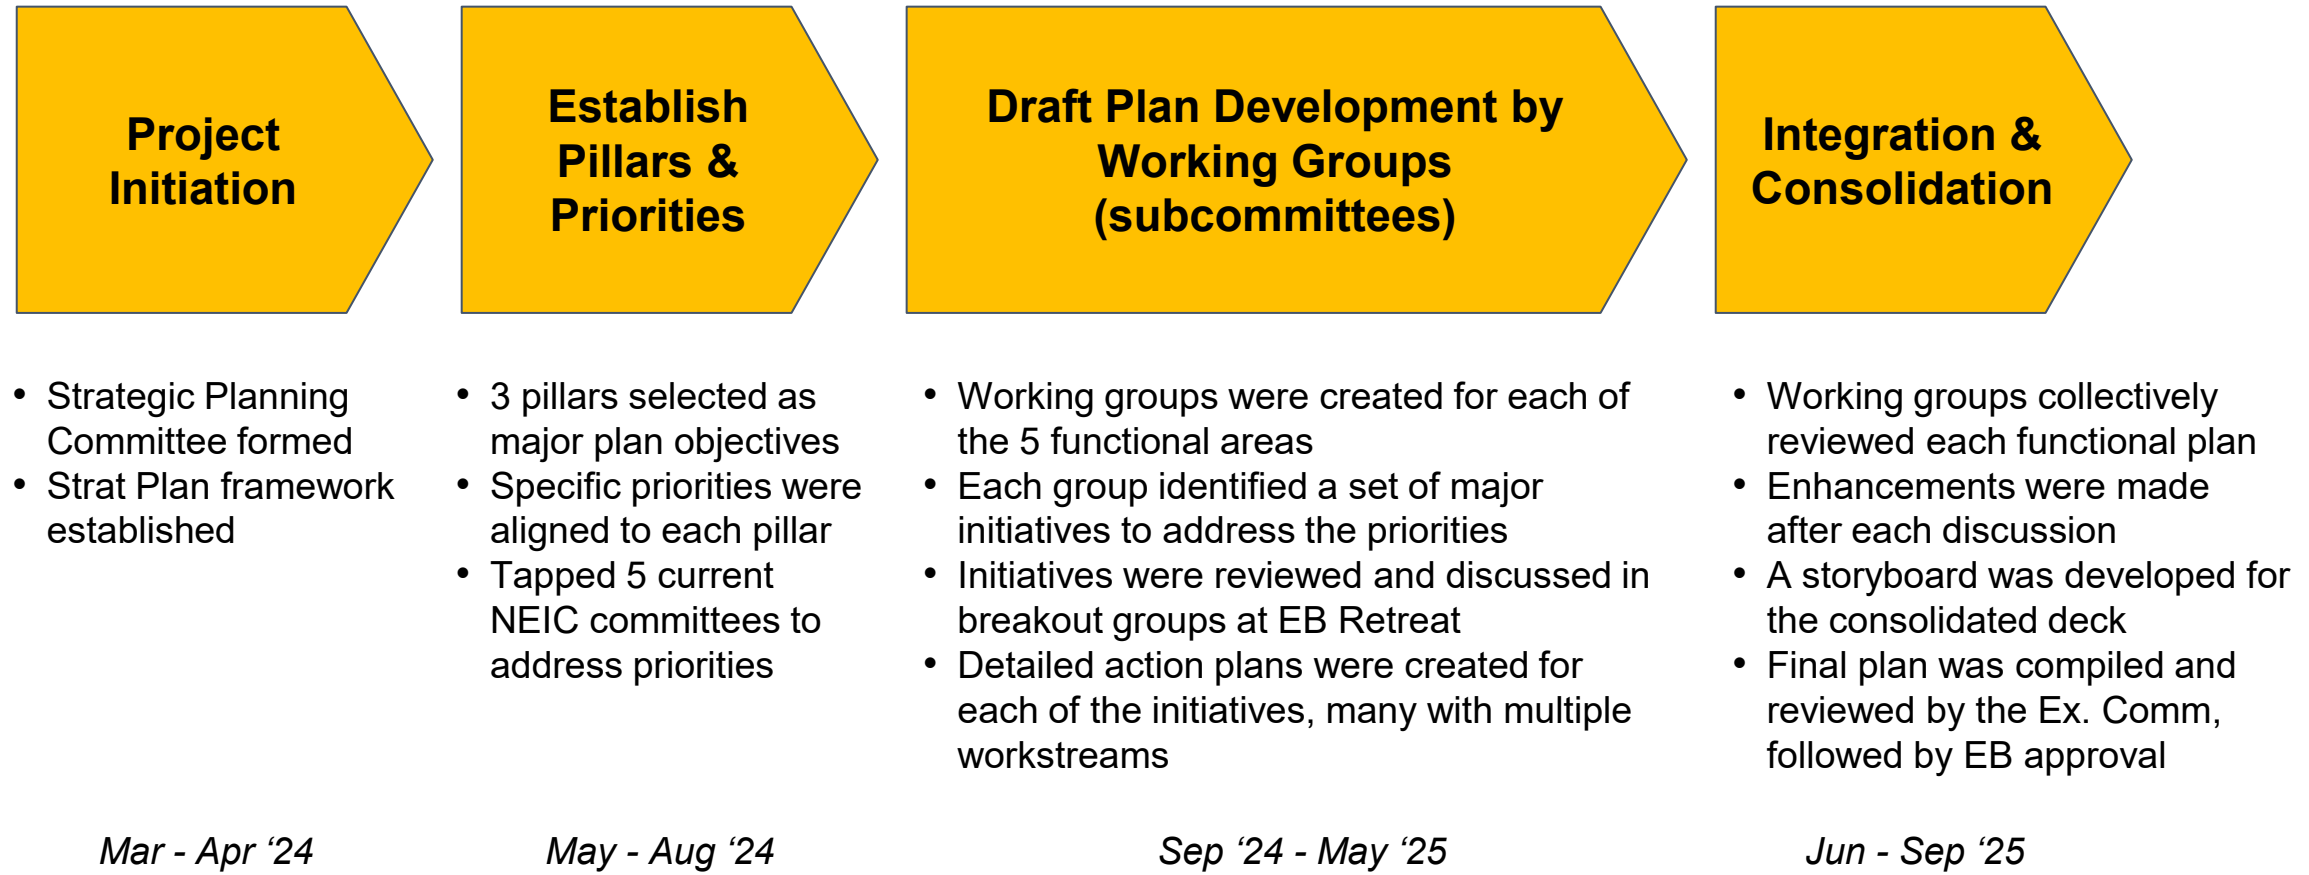 Project
Initiation
Establish
Pillars &
Priorities
Draft Plan Development by
Working Groups
(subcommittees)
Integration &
Consolidation
• Strategic Planning
Committee formed
• Strat Plan framework
established
• 3 pillars selected as
major plan objectives
• Specific priorities were
aligned to each pillar
• Tapped 5 current
NEIC committees to
address priorities
• Working groups were created for each of
the 5 functional areas
• Each group identified a set of major
initiatives to address the priorities
• Initiatives were reviewed and discussed in
breakout groups at EB Retreat
• Detailed action plans were created for
each of the initiatives, many with multiple
workstreams
• Working groups collectively
reviewed each functional plan
• Enhancements were made
after each discussion
• A storyboard was developed for
the consolidated deck
• Final plan was compiled and
reviewed by the Ex. Comm,
followed by EB approval
Mar - Apr ‘24
May - Aug ‘24
Sep ‘24 - May ‘25
Jun - Sep ‘25